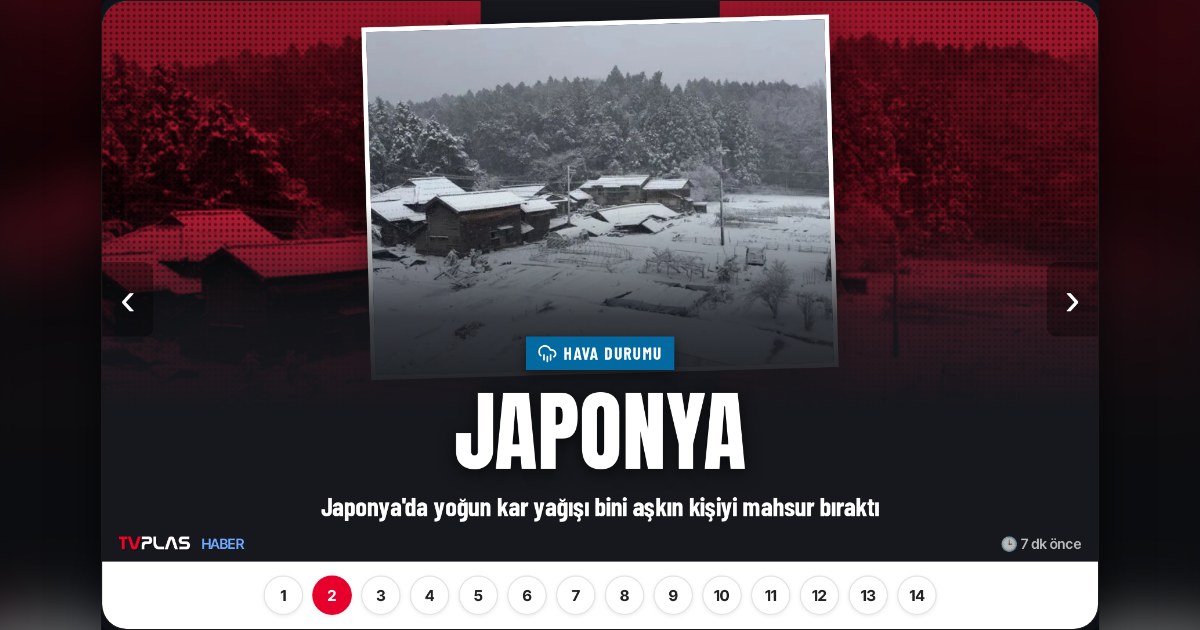 HAVA DURUMU
JAPONYA
Japonya'da yoğun kar yağışı bini aşkın kişiyi mahsur bıraktı
TVPLAS HABER
7 dk önce
1 2 3 4 5 6 7 8 9 10 11 12 13 14